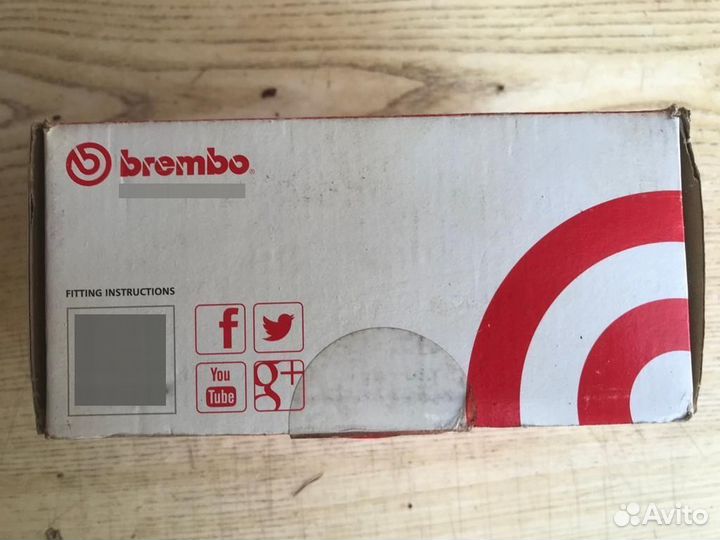 brembo®
FITTING INSTRUCTIONS
f
You
Tube
g+
Avito